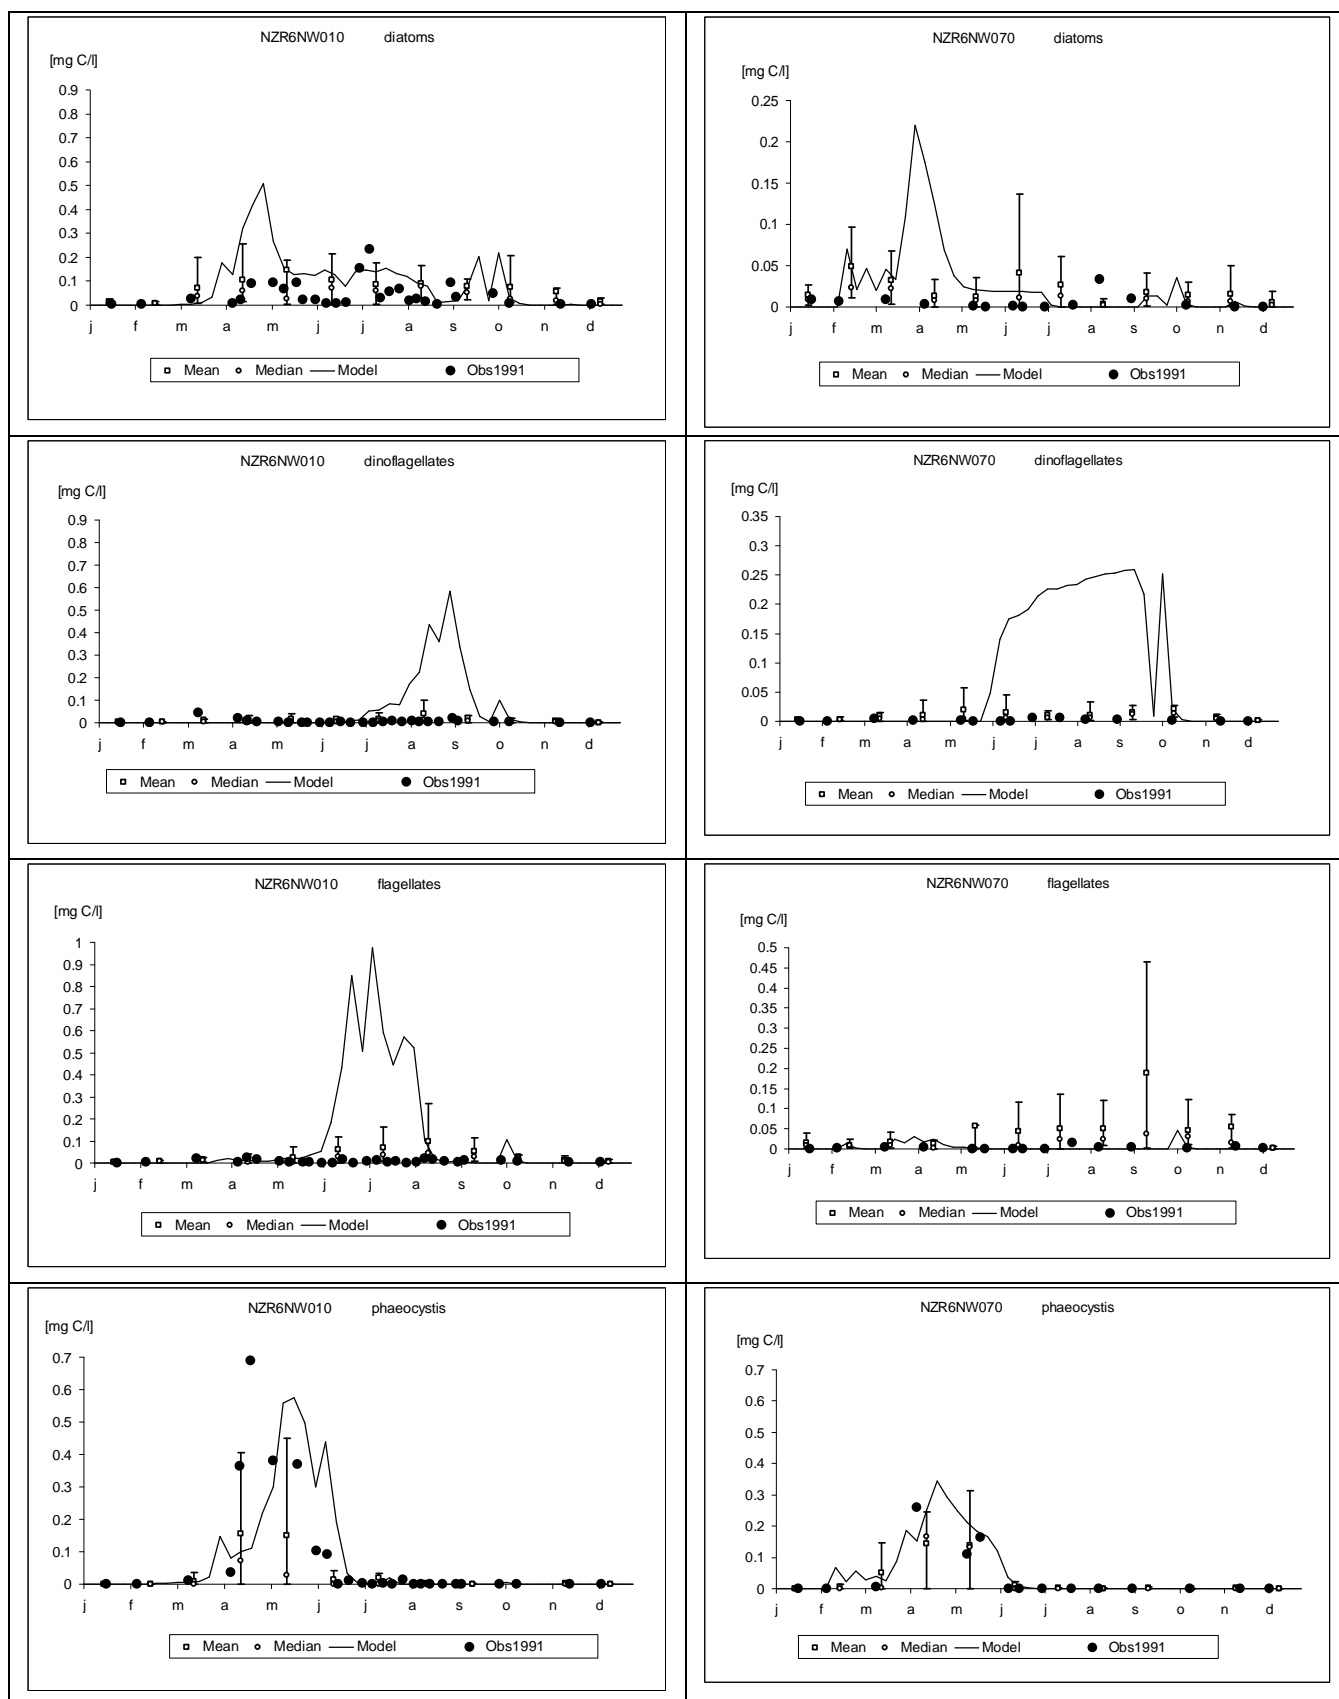 NZR6NW010 diatoms
[mg C/l]
0.9
0.8
0.7
0.6
0.5
0.4
0.3
0.2
0.1
0
j f m a m j j a s o n d
Mean Median Model Obs1991
NZR6NW070 diatoms
[mg C/l]
0.25
0.2
0.15
0.1
0.05
0
j f m a m j j a s o n d
Mean Median Model Obs1991
NZR6NW010 dinoflagellates
[mg C/l]
0.9
0.8
0.7
0.6
0.5
0.4
0.3
0.2
0.1
0
j f m a m j j a s o n d
Mean Median Model Obs1991
NZR6NW070 dinoflagellates
[mg C/l]
0.35
0.3
0.25
0.2
0.15
0.1
0.05
0
j f m a m j j a s o n d
Mean Median Model Obs1991
NZR6NW010 flagellates
[mg C/l]
1
0.9
0.8
0.7
0.6
0.5
0.4
0.3
0.2
0.1
0
j f m a m j j a s o n d
Mean Median Model Obs1991
NZR6NW070 flagellates
[mg C/l]
0.5
0.45
0.4
0.35
0.3
0.25
0.2
0.15
0.1
0.05
0
j f m a m j j a s o n d
Mean Median Model Obs1991
NZR6NW010 phaeocystis
[mg C/l]
0.7
0.6
0.5
0.4
0.3
0.2
0.1
0
j f m a m j j a s o n d
Mean Median Model Obs1991
NZR6NW070 phaeocystis
[mg C/l]
0.7
0.6
0.5
0.4
0.3
0.2
0.1
0
j f m a m j j a s o n d
Mean Median Model Obs1991